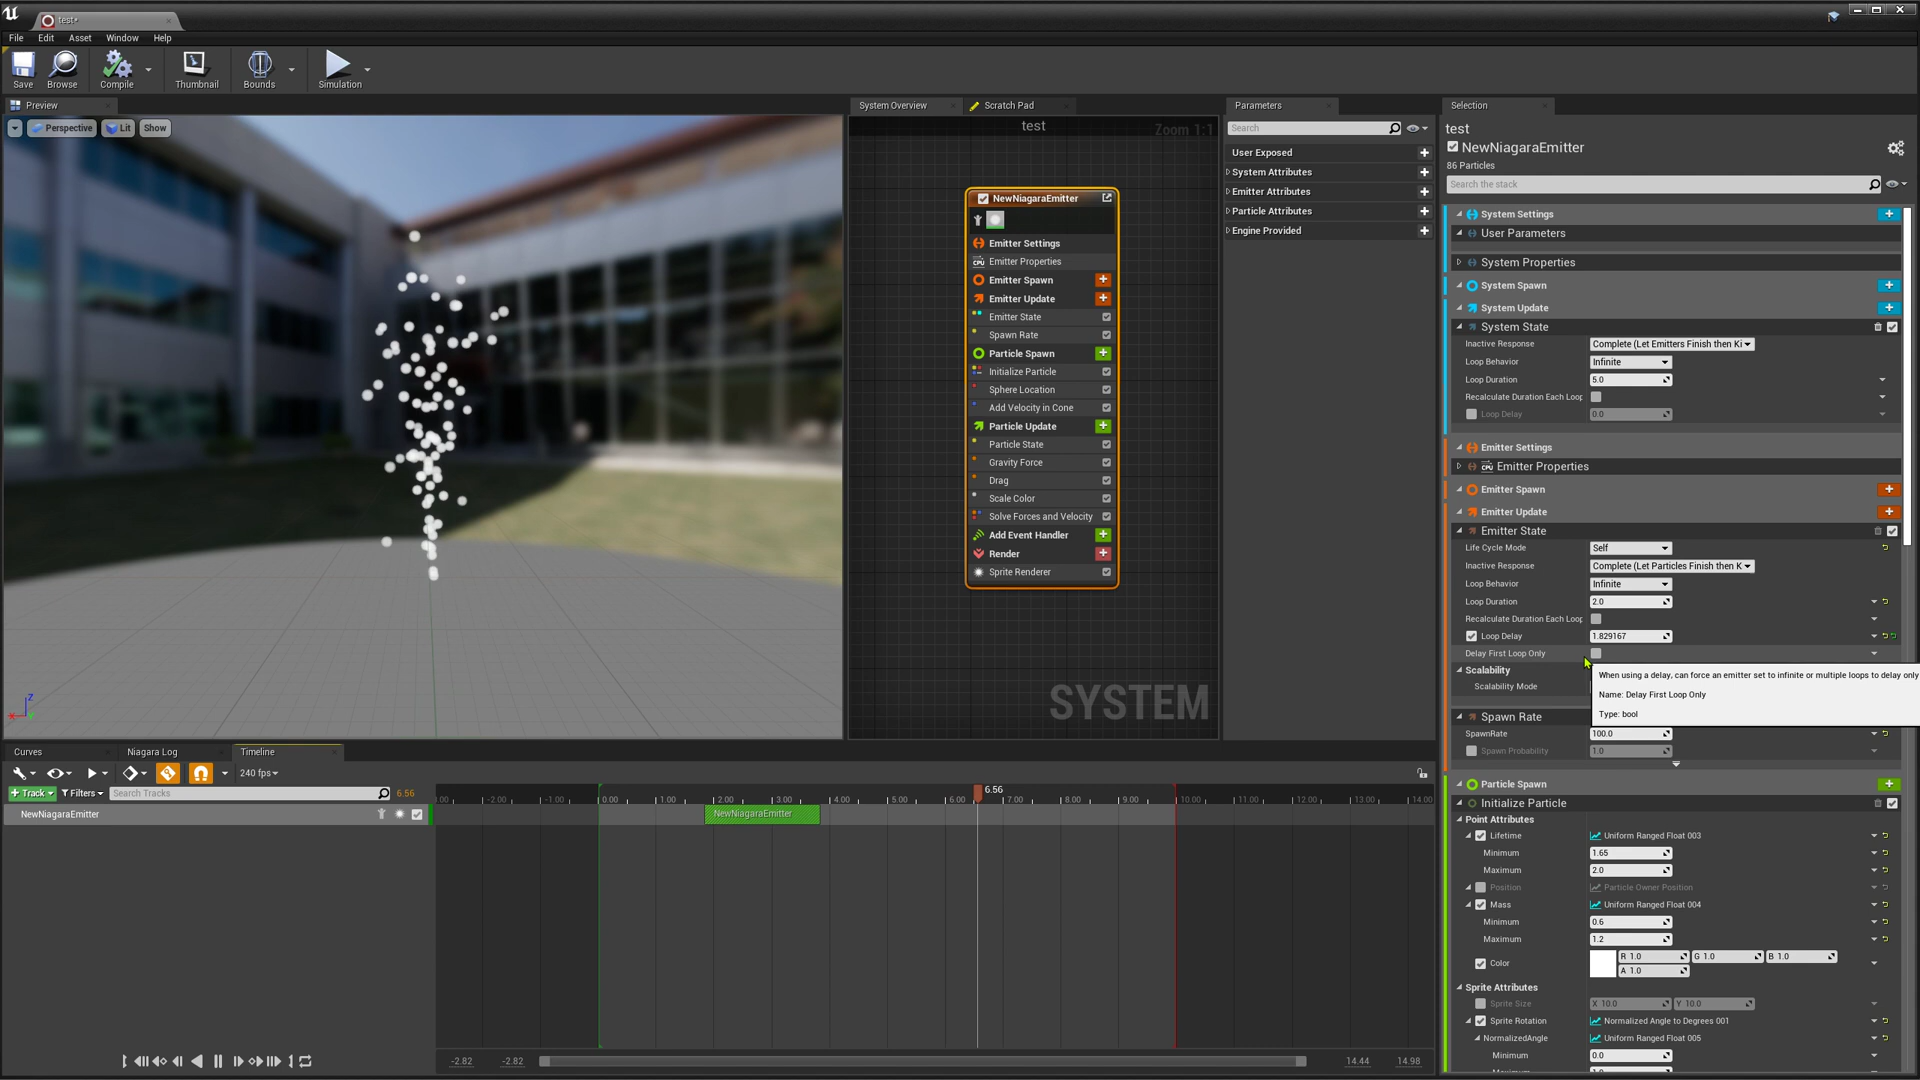 test•
File Edit Asset Window Help
Save Browse Compile Thumbnail Bounds Simulation
Preview
Perspective Lit Show
Z
X
Y
System Overview Scratch Pad
test
Zoom 1:1
NewNiagaraEmitter
Emitter Settings
CPU Emitter Properties
Emitter Spawn
Emitter Update
Emitter State
Spawn Rate
Particle Spawn
Initialize Particle
Sphere Location
Add Velocity in Cone
Particle Update
Particle State
Gravity Force
Drag
Scale Color
Solve Forces and Velocity
Add Event Handler
Render
Sprite Renderer
SYSTEM
Parameters
Search
User Exposed
System Attributes
Emitter Attributes
Particle Attributes
Engine Provided
Selection
test
NewNiagaraEmitter
86 Particles
Search the stack
System Settings
User Parameters
System Properties
System Spawn
System Update
System State
Inactive Response Complete (Let Emitters Finish then Ki
Loop Behavior Infinite
Loop Duration 5.0
Recalculate Duration Each Loop
Loop Delay 0.0
Emitter Settings
CPU Emitter Properties
Emitter Spawn
Emitter Update
Emitter State
Life Cycle Mode Self
Inactive Response Complete (Let Particles Finish then K
Loop Behavior Infinite
Loop Duration 2.0
Recalculate Duration Each Loop
Loop Delay 1.829167
Delay First Loop Only
Scalability
Scalability Mode
When using a delay, can force an emitter set to infinite or multiple loops to delay only
Name: Delay First Loop Only
Type: bool
Spawn Rate
SpawnRate 100.0
Spawn Probability 1.0
Particle Spawn
Initialize Particle
Point Attributes
Lifetime Uniform Ranged Float 003
Minimum 1.65
Maximum 2.0
Position Particle Owner Position
Mass Uniform Ranged Float 004
Minimum 0.6
Maximum 1.2
Color R 1.0 G 1.0 B 1.0
A 1.0
Sprite Attributes
Sprite Size X 10.0 Y 10.0
Sprite Rotation Normalized Angle to Degrees 001
NormalizedAngle Uniform Ranged Float 005
Minimum 0.0
Curves Niagara Log Timeline
240 fps
Track Filters Search Tracks 6.56
NewNiagaraEmitter
6.56
-2.00 -1.00 0.00 1.00 2.00 3.00 4.00 5.00 6.00 7.00 8.00 9.00 10.00 11.00 12.00 13.00 14.00
NewNiagaraEmitter
-2.82 -2.82 14.44 14.98